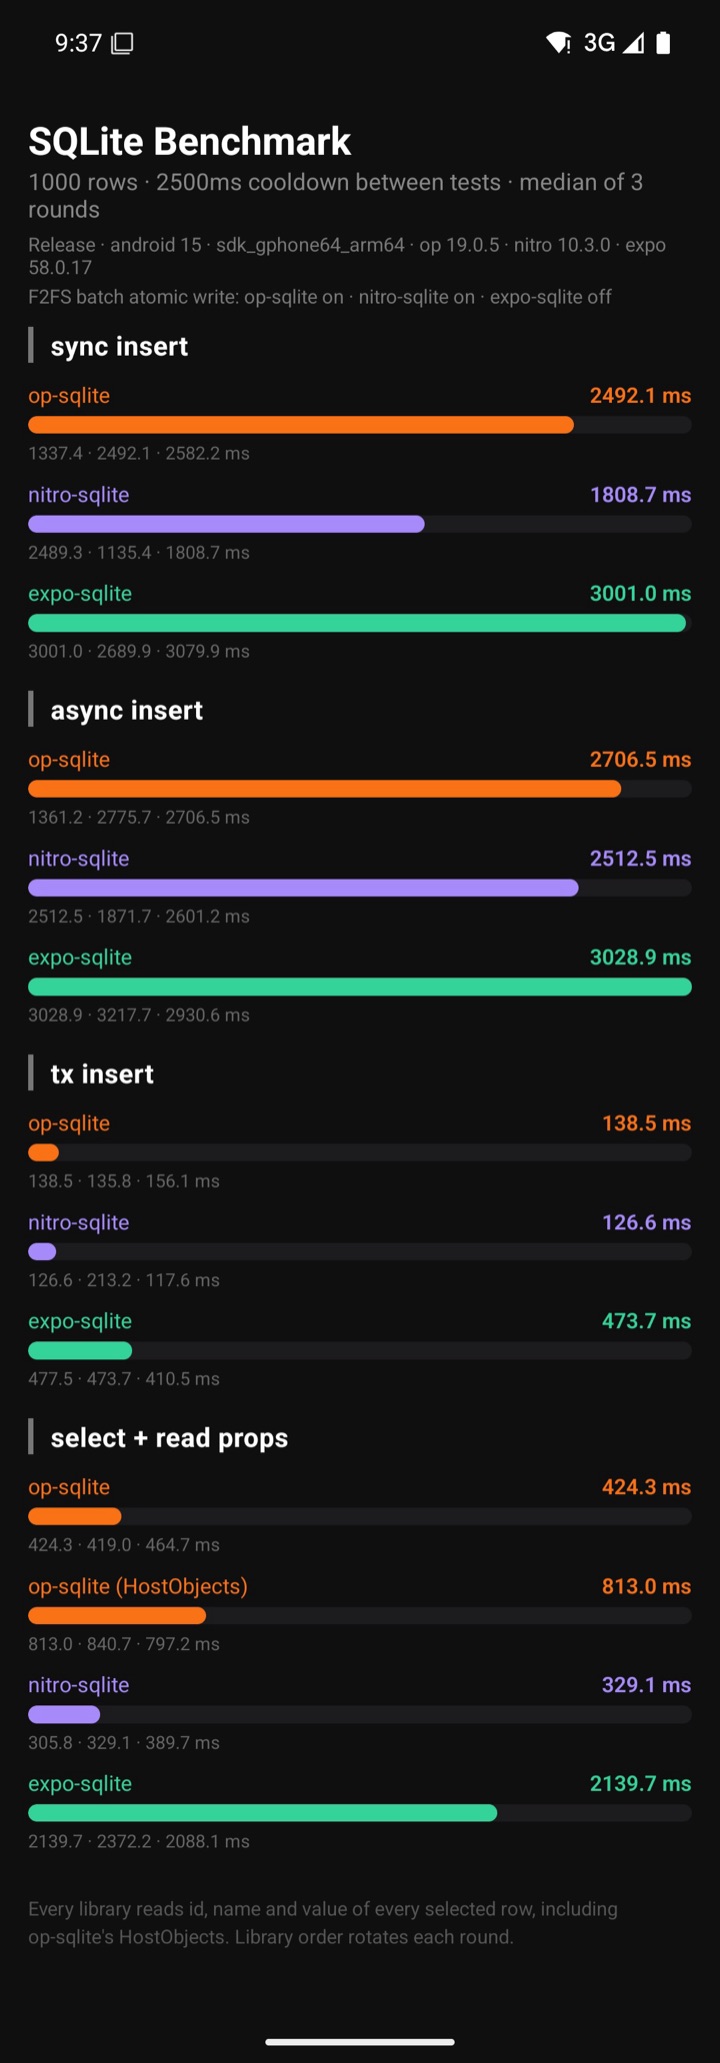 9:37
3G
SQLite Benchmark
1000 rows · 2500ms cooldown between tests · median of 3
rounds
Release · android 15 · sdk_gphone64_arm64 · op 19.0.5 · nitro 10.3.0 · expo
58.0.17
F2FS batch atomic write: op-sqlite on · nitro-sqlite on · expo-sqlite off
sync insert
op-sqlite 2492.1 ms
1337.4 · 2492.1 · 2582.2 ms
nitro-sqlite 1808.7 ms
2489.3 · 1135.4 · 1808.7 ms
expo-sqlite 3001.0 ms
3001.0 · 2689.9 · 3079.9 ms
async insert
op-sqlite 2706.5 ms
1361.2 · 2775.7 · 2706.5 ms
nitro-sqlite 2512.5 ms
2512.5 · 1871.7 · 2601.2 ms
expo-sqlite 3028.9 ms
3028.9 · 3217.7 · 2930.6 ms
tx insert
op-sqlite 138.5 ms
138.5 · 135.8 · 156.1 ms
nitro-sqlite 126.6 ms
126.6 · 213.2 · 117.6 ms
expo-sqlite 473.7 ms
477.5 · 473.7 · 410.5 ms
select + read props
op-sqlite 424.3 ms
424.3 · 419.0 · 464.7 ms
op-sqlite (HostObjects) 813.0 ms
813.0 · 840.7 · 797.2 ms
nitro-sqlite 329.1 ms
305.8 · 329.1 · 389.7 ms
expo-sqlite 2139.7 ms
2139.7 · 2372.2 · 2088.1 ms
Every library reads id, name and value of every selected row, including
op-sqlite's HostObjects. Library order rotates each round.